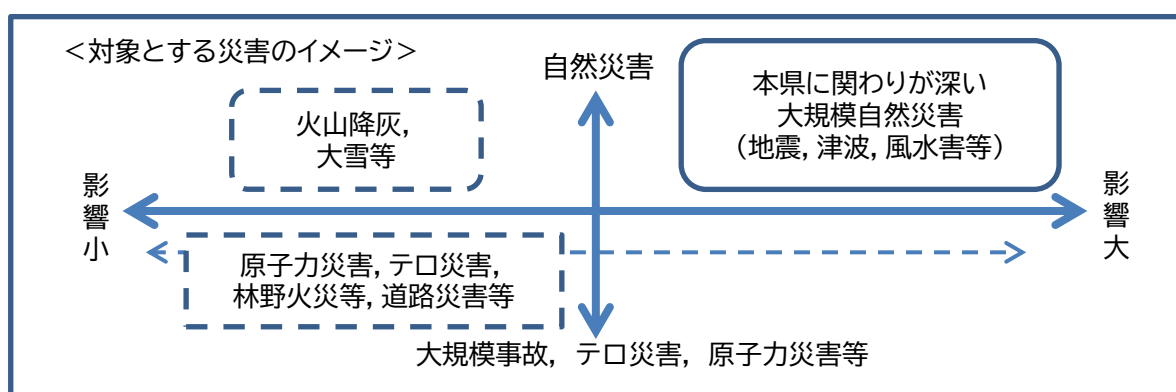 ＜対象とする災害のイメージ＞
自然災害
本県に関わりが深い
大規模自然災害
（地震，津波，風水害等）
火山降灰，
大雪等
影響小
影響大
原子力災害，テロ災害，
林野火災等，道路災害等
大規模事故，テロ災害，原子力災害等